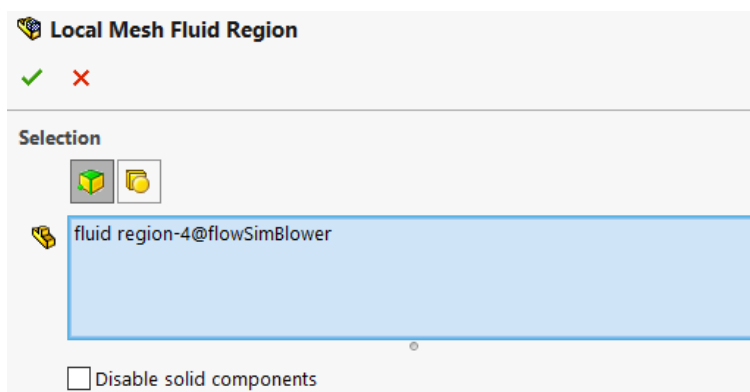 Local Mesh Fluid Region
Selection
fluid region-4@flowSimBlower
Disable solid components